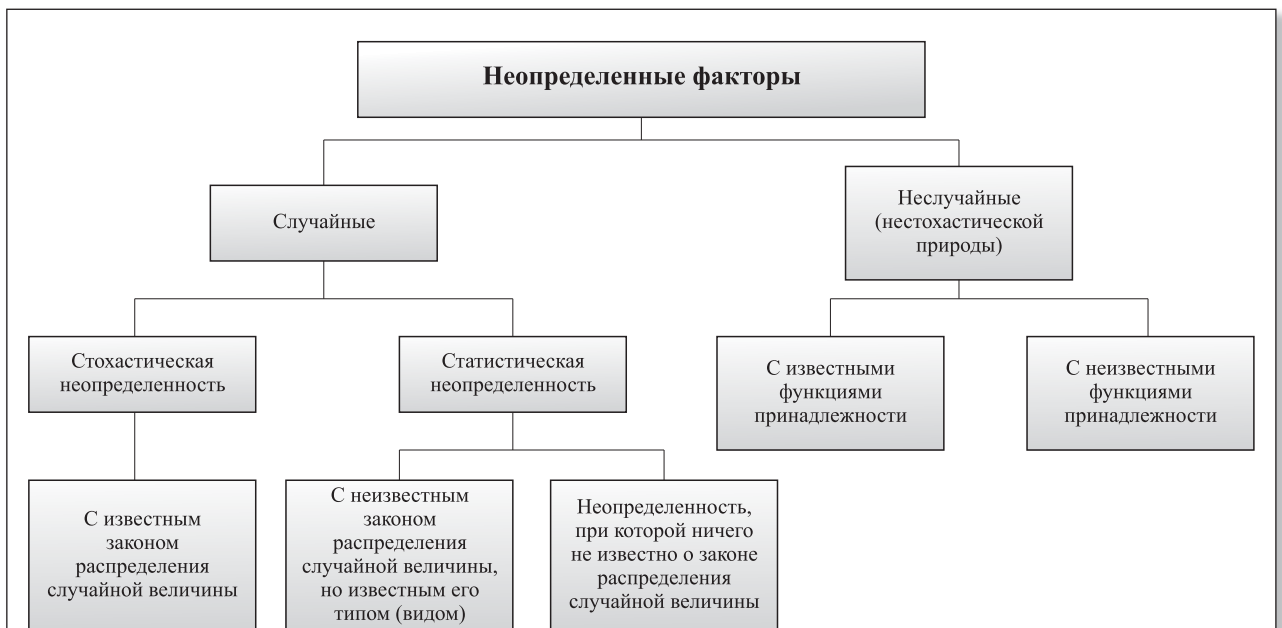 Неопределенные факторы
Случайные
Неслучайные
(нестохастической
природы)
Стохастическая
неопределенность
Статистическая
неопределенность
С известными
функциями
принадлежности
С неизвестными
функциями
принадлежности
С известным
законом
распределения
случайной величины
С неизвестным
законом
распределения
случайной величины,
но известным его
типом (видом)
Неопределенность,
при которой ничего
не известно о законе
распределения
случайной величины